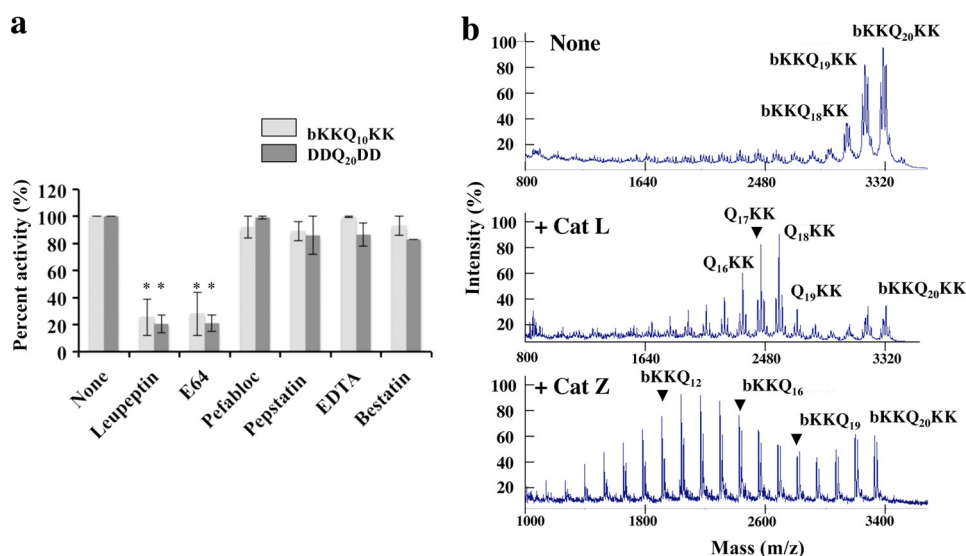 a
bKKQ₁₀KK
DDQ₂₀DD
Percent activity (%)
120
100
80
60
40
20
0
* * * *
None
Leupeptin
E64
Pefabloc
Pepstatin
EDTA
Bestatin
b
None
bKKQ₂₀KK
bKKQ₁₉KK
bKKQ₁₈KK
100
80
60
40
20
800 1640 2480 3320
Intensity (%)
+ Cat L
Q₁₇KK
Q₁₈KK
Q₁₆KK
Q₁₉KK
bKKQ₂₀KK
100
80
60
40
20
800 1640 2480 3320
+ Cat Z
bKKQ₁₂
bKKQ₁₆
bKKQ₁₉
bKKQ₂₀KK
100
80
60
40
20
1000 1800 2600 3400
Mass (m/z)